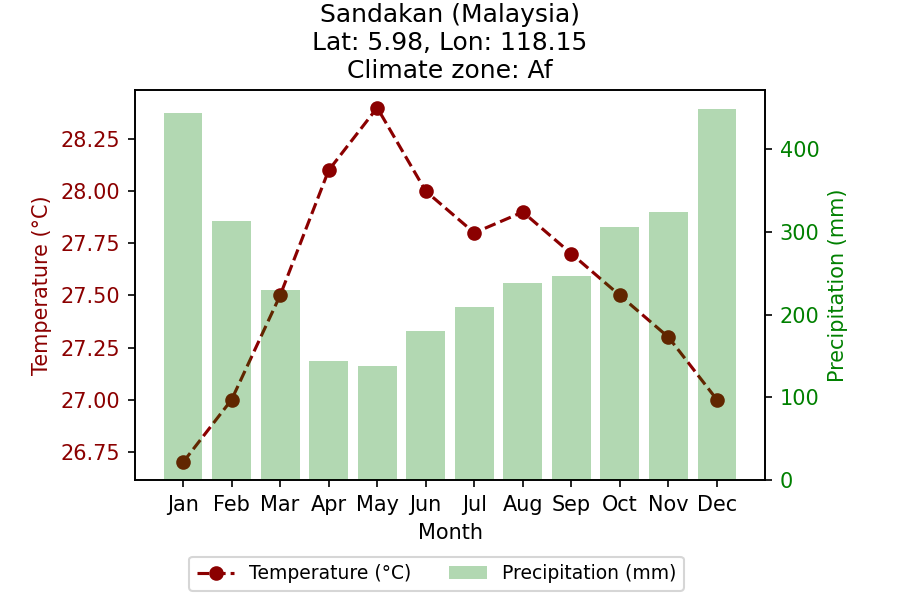 Sandakan (Malaysia)
Lat: 5.98, Lon: 118.15
Climate zone: Af
Temperature (°C)
28.25
28.00
27.75
27.50
27.25
27.00
26.75
400
300
200
100
0
Precipitation (mm)
Jan Feb Mar Apr May Jun Jul Aug Sep Oct Nov Dec
Month
Temperature (°C) Precipitation (mm)